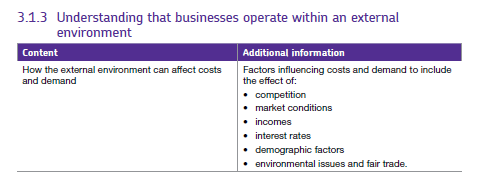 3.1.3 Understanding that businesses operate within an external
environment
Content
Additional information
How the external environment can affect costs
and demand
Factors influencing costs and demand to include
the effect of:
• competition
• market conditions
• incomes
• interest rates
• demographic factors
• environmental issues and fair trade.